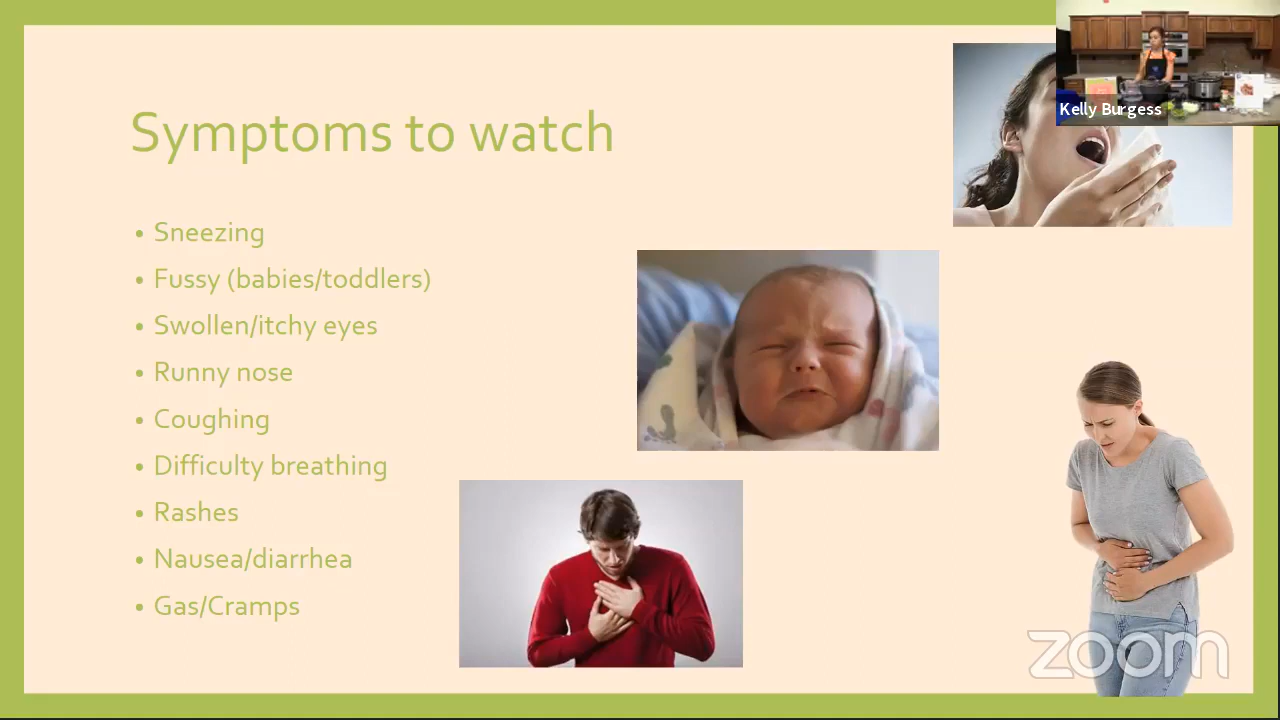 Kelly Burgess
Symptoms to watch
• Sneezing
• Fussy (babies/toddlers)
• Swollen/itchy eyes
• Runny nose
• Coughing
• Difficulty breathing
• Rashes
• Nausea/diarrhea
• Gas/Cramps
zoom